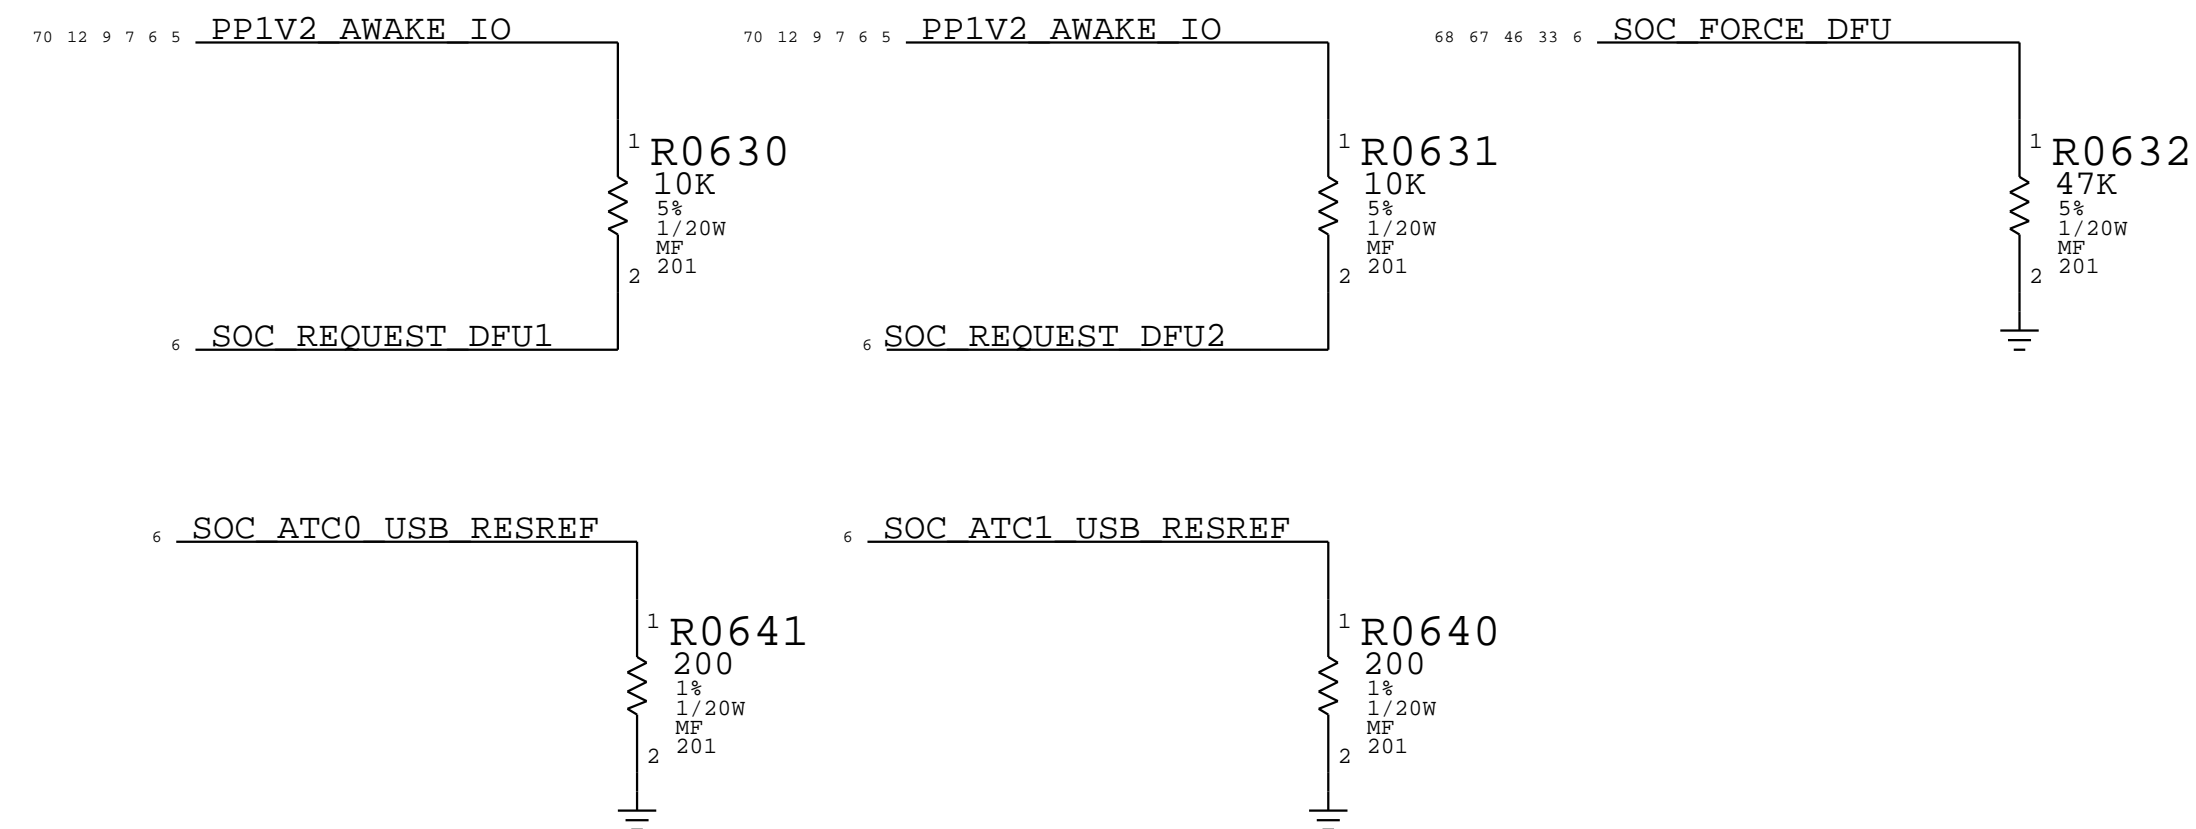 70 12 9 7 6 5 PP1V2_AWAKE_IO
1 R0630
10K
5%
1/20W
MF
201
2
6 SOC_REQUEST_DFU1
70 12 9 7 6 5 PP1V2_AWAKE_IO
1 R0631
10K
5%
1/20W
MF
201
2
6 SOC_REQUEST_DFU2
68 67 46 33 6 SOC_FORCE_DFU
1 R0632
47K
5%
1/20W
MF
201
2
6 SOC_ATC0_USB_RESREF
1 R0641
200
1%
1/20W
MF
201
2
6 SOC_ATC1_USB_RESREF
1 R0640
200
1%
1/20W
MF
201
2